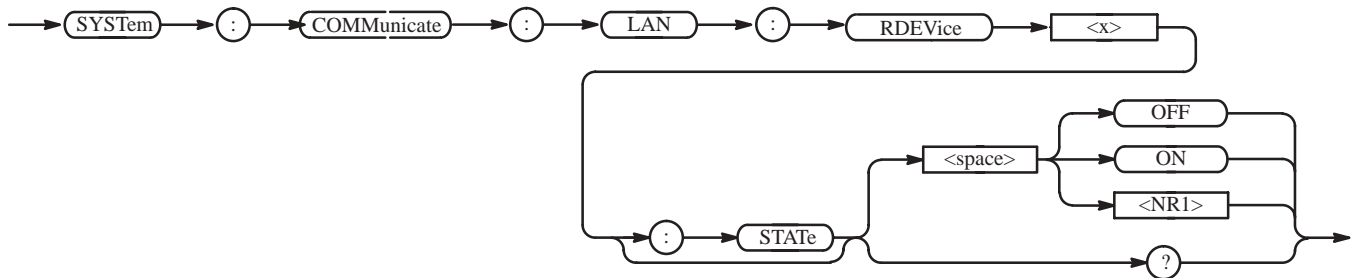 SYSTem : COMMunicate : LAN : RDEVice <x>
OFF
<space> ON
<NR1>
: STATe
?